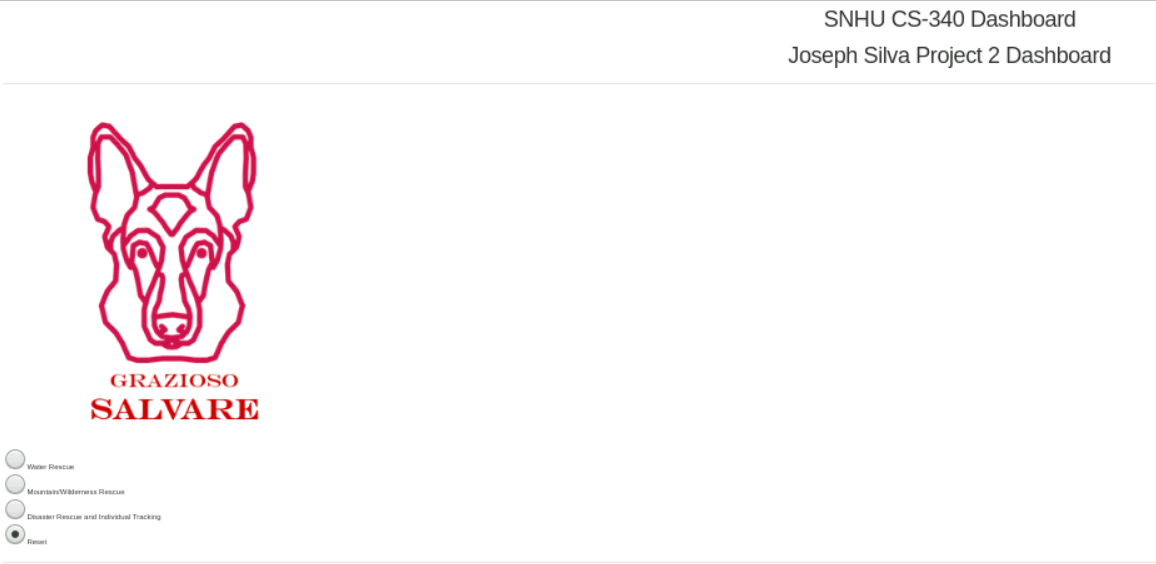 SNHU CS-340 Dashboard
Joseph Silva Project 2 Dashboard
GRAZIOSO
SALVARE
Water Rescue
Mountain/Wilderness Rescue
Disaster Rescue and Individual Tracking
Reset